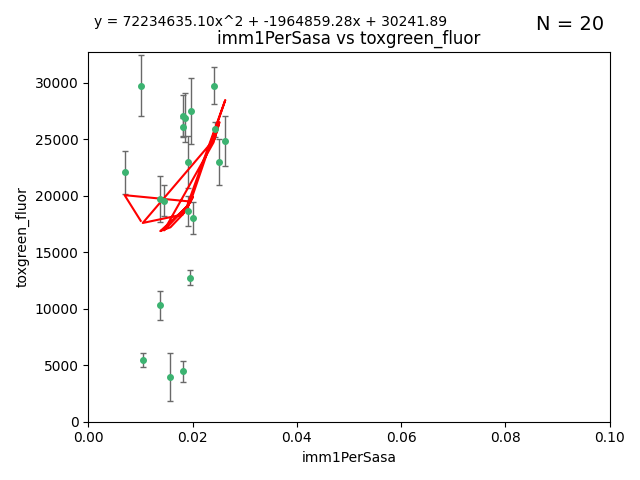 y = 72234635.10x^2 + -1964859.28x + 30241.89
N = 20
imm1PerSasa vs toxgreen_fluor
30000
25000
20000
15000
10000
5000
0
toxgreen_fluor
0.00 0.02 0.04 0.06 0.08 0.10
imm1PerSasa